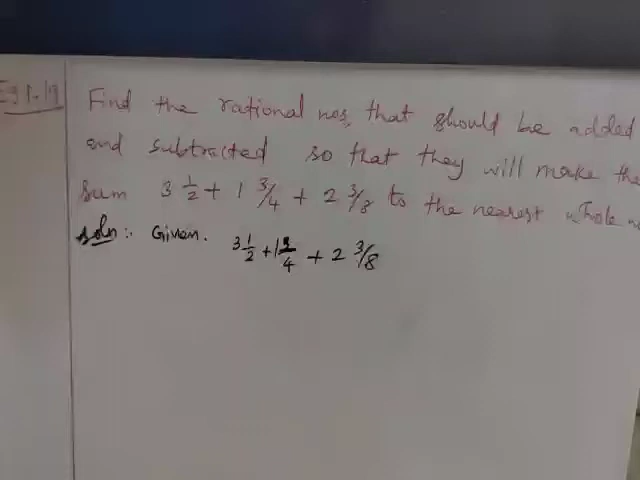 Eg 1.19
Find the rational nos, that should be added
and subtracted so that they will make the
sum 3 1/2 + 1 3/4 + 2 3/8 to the nearest whole
soln: Given. 3 1/2 + 1 3/4 + 2 3/8